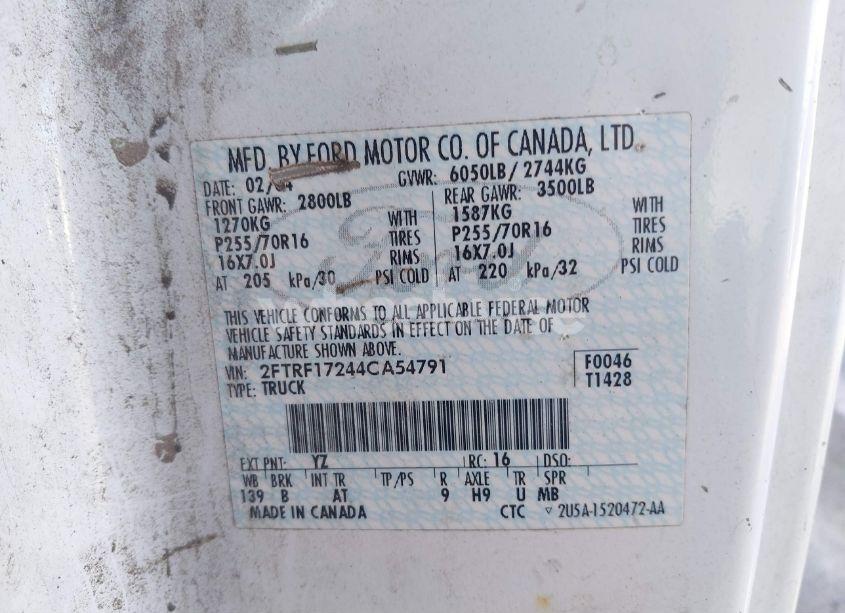 MFD. BY FORD MOTOR CO. OF CANADA, LTD.
DATE: 02/04 GVWR: 6050LB / 2744KG
FRONT GAWR: 2800LB REAR GAWR: 3500LB
1270KG WITH 1587KG WITH
P255/70R16 TIRES P255/70R16 TIRES
16X7.0J RIMS 16X7.0J RIMS
AT 205 kPa/30 PSI COLD AT 220 kPa/32 PSI COLD
THIS VEHICLE CONFORMS TO ALL APPLICABLE FEDERAL MOTOR
VEHICLE SAFETY STANDARDS IN EFFECT ON THE DATE OF
MANUFACTURE SHOWN ABOVE.
VIN: 2FTRF17244CA54791 F0046
TYPE: TRUCK T1428
EXT PNT: YZ RC: 16 DSO:
WB BRK INT TR TP/PS R AXLE TR SPR
139 B AT 9 H9 U MB
MADE IN CANADA CTC ▽ 2U5A-1520472-AA